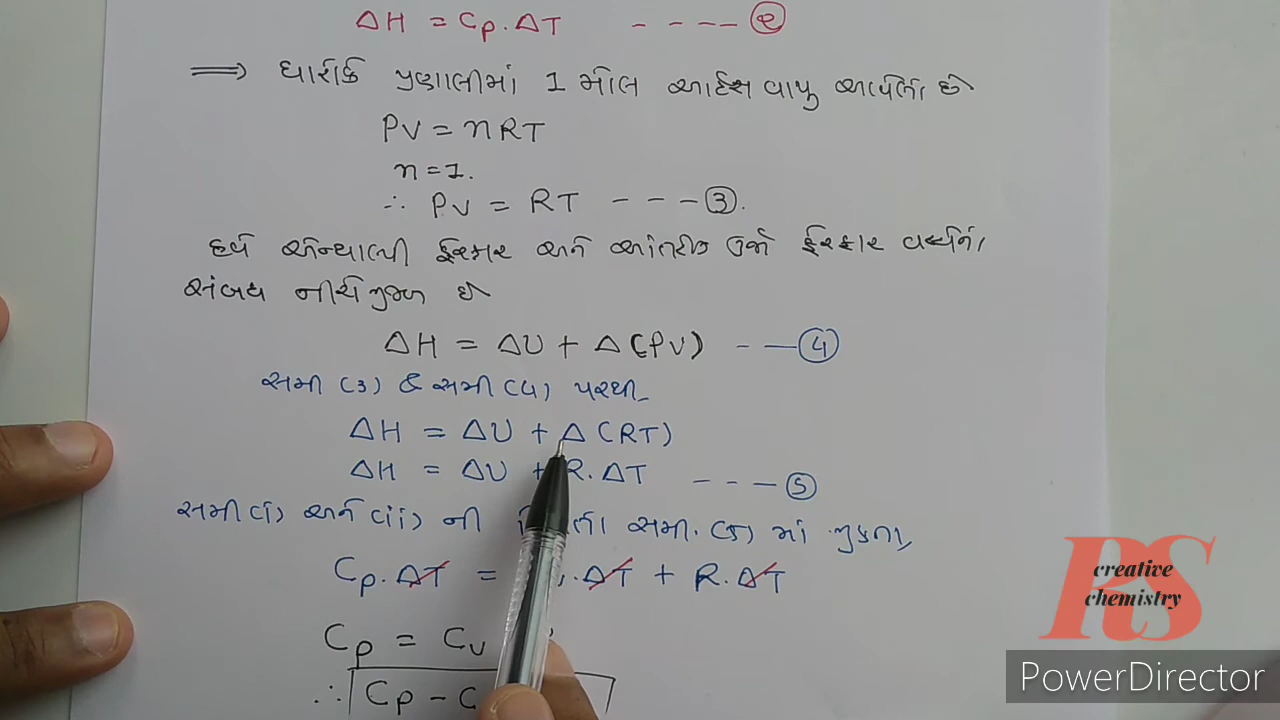 ΔH = Cp.ΔT ---- ②
⟹ ધારોકે પ્રણાલીમાં 1 મોલ આદર્શ વાયુ આવેલો છે
PV = nRT
n = 1.
∴ PV = RT --- ③.
હવે એન્થાલ્પી ફેરફાર અને આંતરીક ઉર્જા ફેરફાર વચ્ચેનો
સંબંધ નીચે મુજબ છે
ΔH = ΔU + Δ(PV) -- ④
સમી (3) & સમી (4) પરથી
ΔH = ΔU + Δ(RT)
ΔH = ΔU + R.ΔT --- ⑤
સમી (i) અને (ii) ની સમી. (5) માં મુકતા,
Cp.ΔT = .ΔT + R.ΔT
Cp = Cv
∴ Cp - C
RS
creative
chemistry
PowerDirector